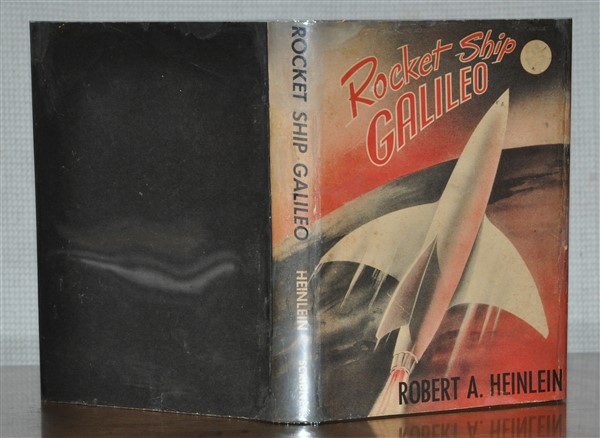 ROCKET SHIP GALILEO
HEINLEIN
Rocket Ship
GALILEO
ROBERT A. HEINLEIN